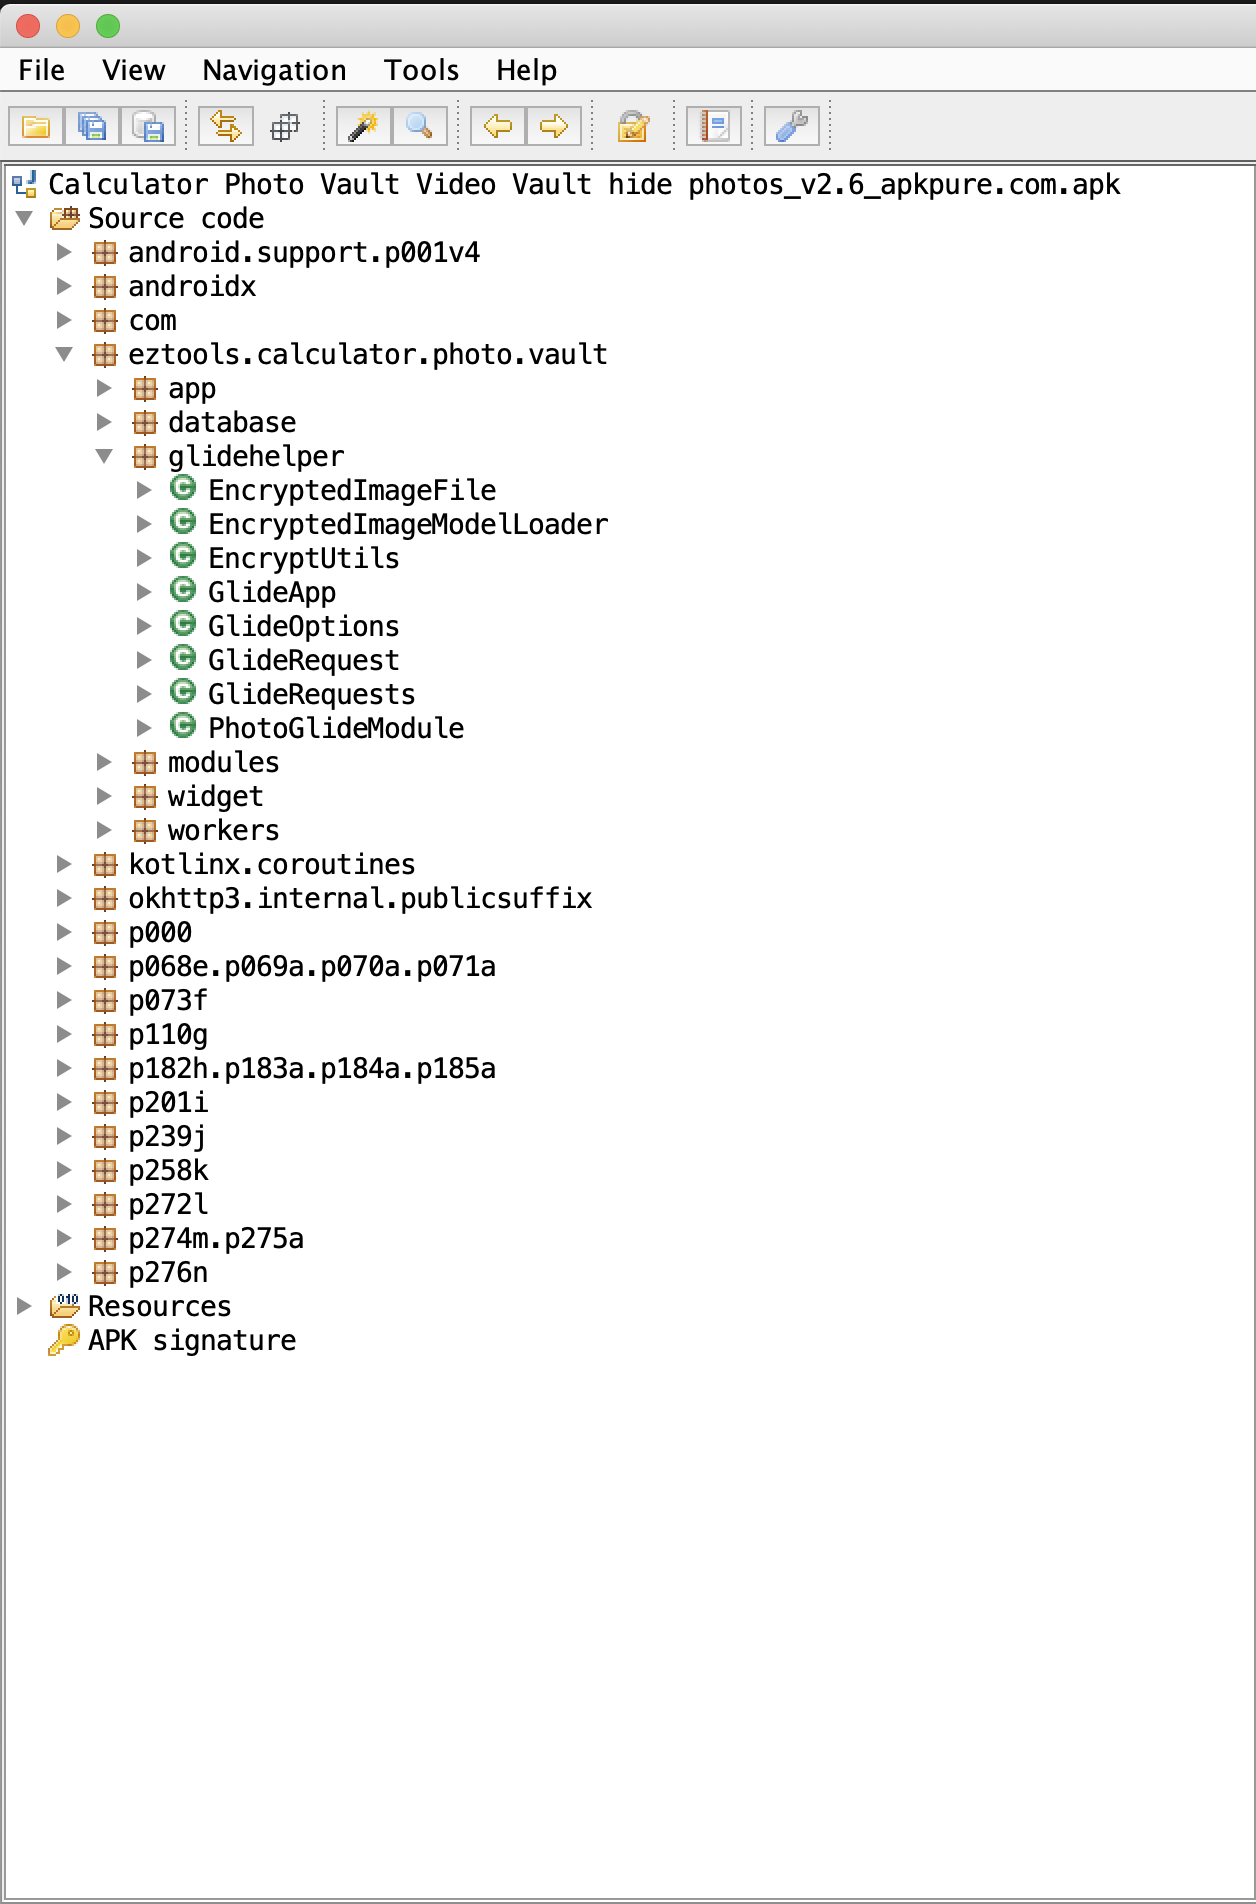 File View Navigation Tools Help
Calculator Photo Vault Video Vault hide photos_v2.6_apkpure.com.apk
Source code
android.support.p001v4
androidx
com
eztools.calculator.photo.vault
app
database
glidehelper
EncryptedImageFile
EncryptedImageModelLoader
EncryptUtils
GlideApp
GlideOptions
GlideRequest
GlideRequests
PhotoGlideModule
modules
widget
workers
kotlinx.coroutines
okhttp3.internal.publicsuffix
p000
p068e.p069a.p070a.p071a
p073f
p110g
p182h.p183a.p184a.p185a
p201i
p239j
p258k
p272l
p274m.p275a
p276n
Resources
APK signature